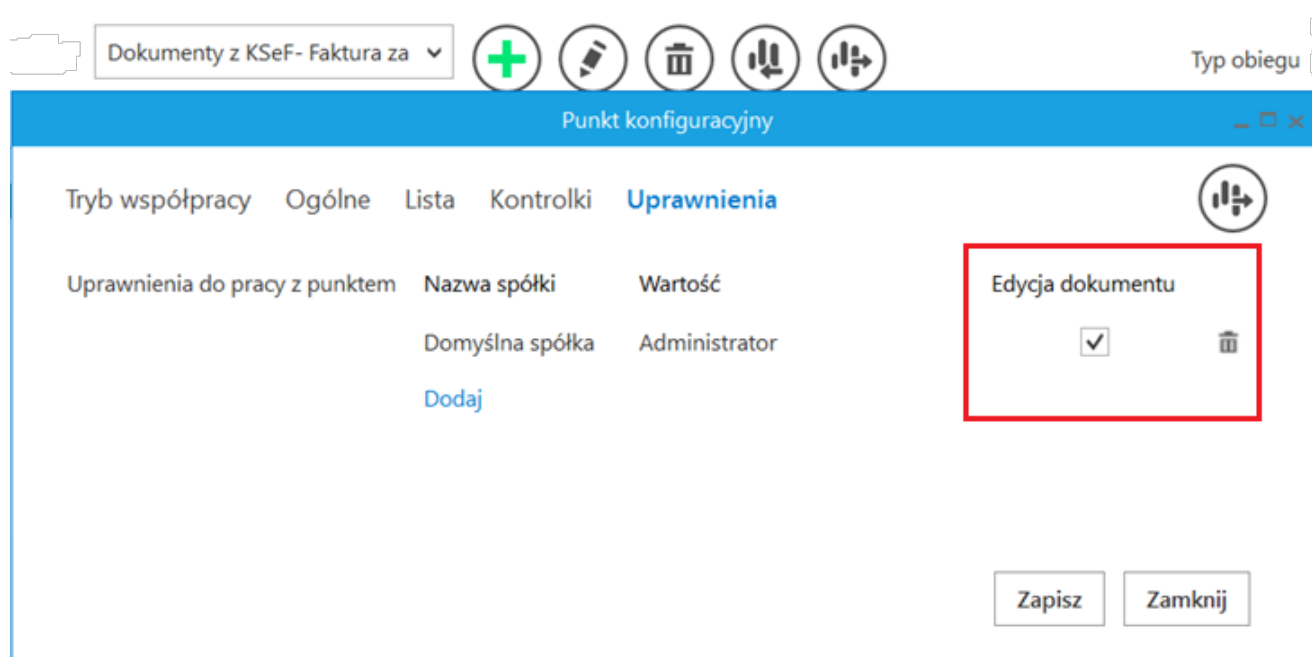 Dokumenty z KSeF- Faktura za
Typ obiegu
Punkt konfiguracyjny
Tryb współpracy Ogólne Lista Kontrolki Uprawnienia
Uprawnienia do pracy z punktem Nazwa spółki Wartość Edycja dokumentu
Domyślna spółka Administrator
Dodaj
Zapisz Zamknij